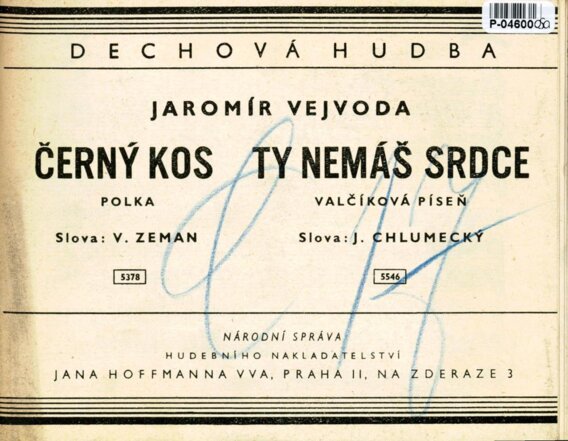 P-04600
DECHOVÁ HUDBA
JAROMÍR VEJVODA
ČERNÝ KOS TY NEMÁŠ SRDCE
POLKA VALČÍKOVÁ PÍSEŇ
Slova: V. ZEMAN Slova: J. CHLUMECKÝ
5378 5546
NÁRODNÍ SPRÁVA
HUDEBNÍHO NAKLADATELSTVÍ
JANA HOFFMANNA VVA, PRAHA II, NA ZDERAZE 3